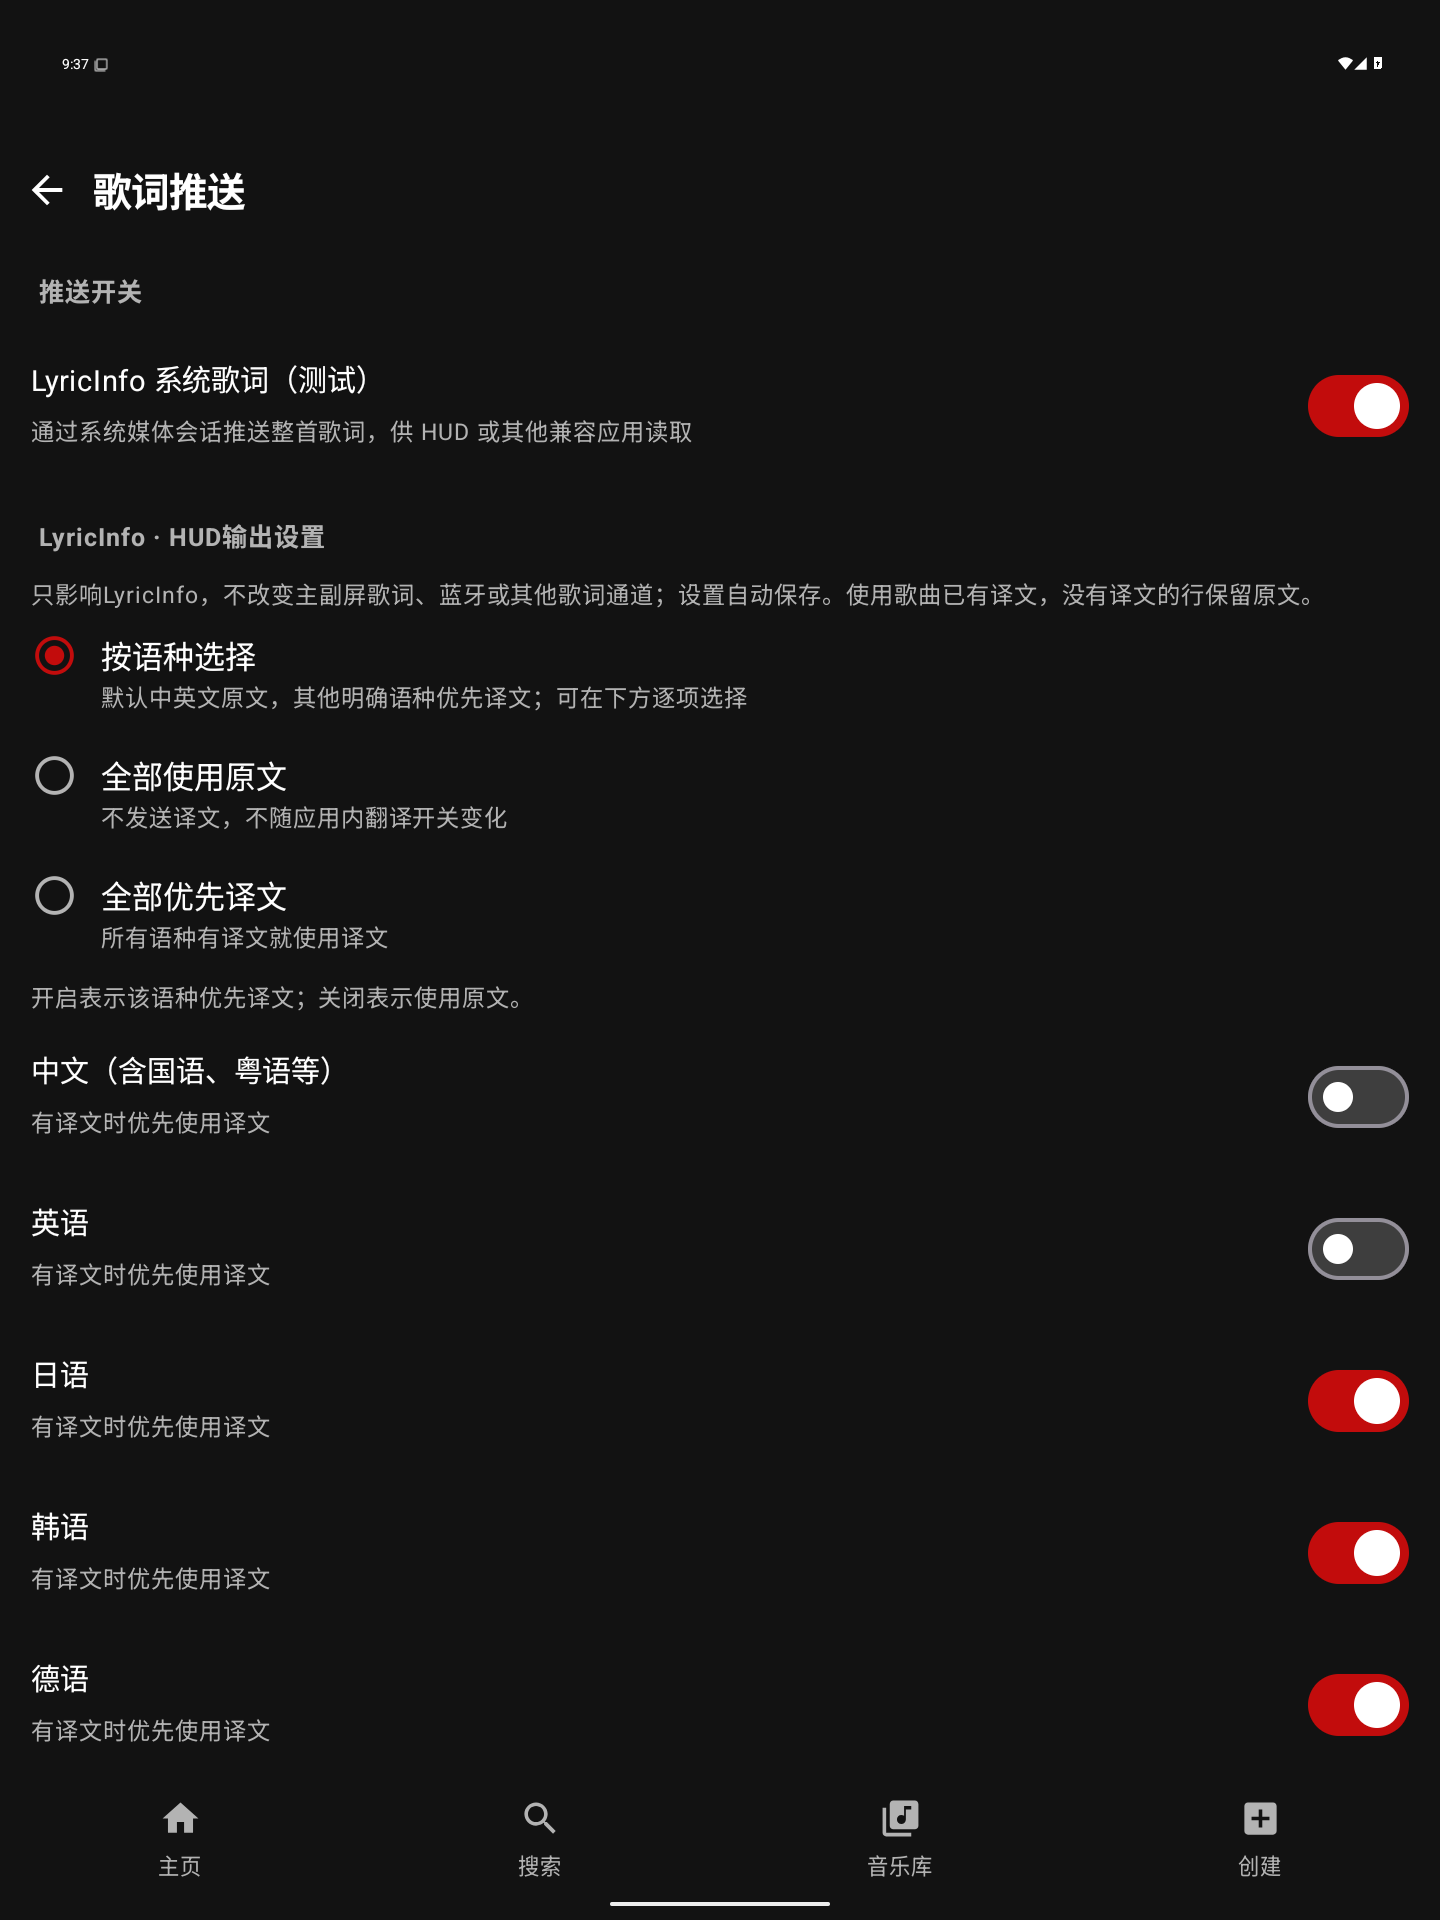 9:37
歌词推送
推送开关
LyricInfo 系统歌词（测试）
通过系统媒体会话推送整首歌词，供 HUD 或其他兼容应用读取
LyricInfo · HUD输出设置
只影响LyricInfo，不改变主副屏歌词、蓝牙或其他歌词通道；设置自动保存。使用歌曲已有译文，没有译文的行保留原文。
按语种选择
默认中英文原文，其他明确语种优先译文；可在下方逐项选择
全部使用原文
不发送译文，不随应用内翻译开关变化
全部优先译文
所有语种有译文就使用译文
开启表示该语种优先译文；关闭表示使用原文。
中文（含国语、粤语等）
有译文时优先使用译文
英语
有译文时优先使用译文
日语
有译文时优先使用译文
韩语
有译文时优先使用译文
德语
有译文时优先使用译文
主页
搜索
音乐库
创建